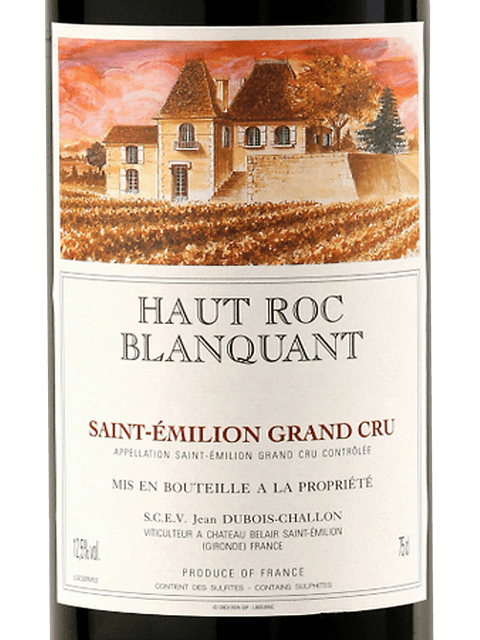 HAUT ROC
BLANQUANT
SAINT-ÉMILION GRAND CRU
APPELLATION SAINT-ÉMILION GRAND CRU CONTRÔLÉE
MIS EN BOUTEILLE A LA PROPRIÉTÉ
S.C.E.V. Jean DUBOIS-CHALLON
VITICULTEUR A CHATEAU BELAIR SAINT-ÉMILION
(GIRONDE) FRANCE
12,5% vol.
75cl
PRODUCE OF FRANCE
CONTENT DES SULFITES - CONTAINS SULPHITES